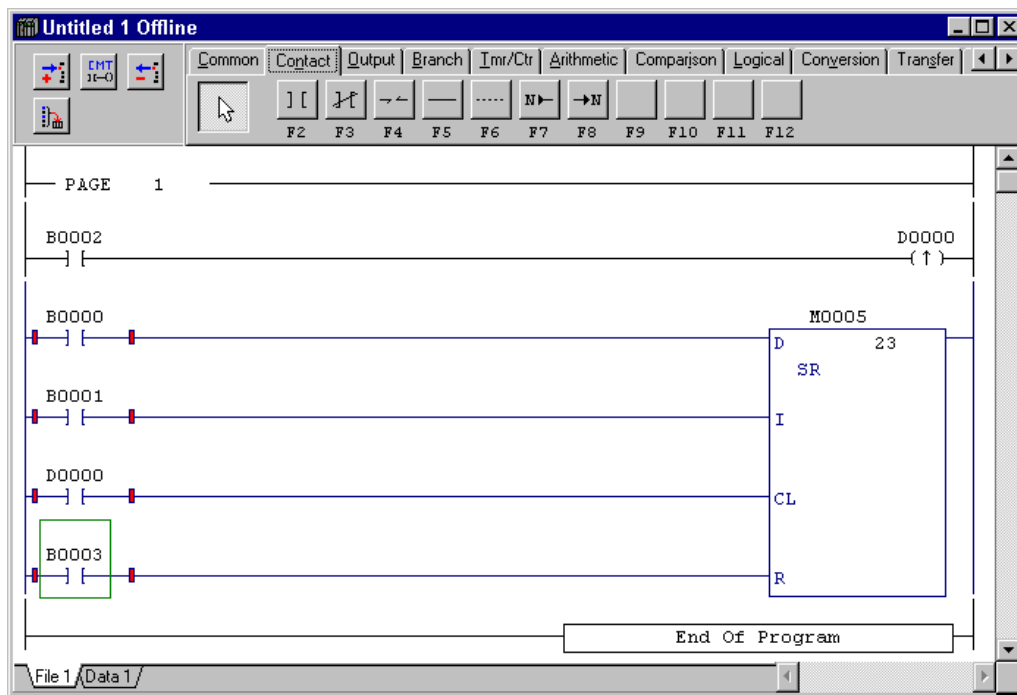 Untitled 1 Offline
CMT
Common Contact Output Branch Tmr/Ctr Arithmetic Comparison Logical Conversion Transfer
N N
F2 F3 F4 F5 F6 F7 F8 F9 F10 F11 F12
PAGE 1
B0002 D0000
B0000 M0005
D 23
SR
B0001
I
D0000
CL
B0003
R
End Of Program
File 1 Data 1